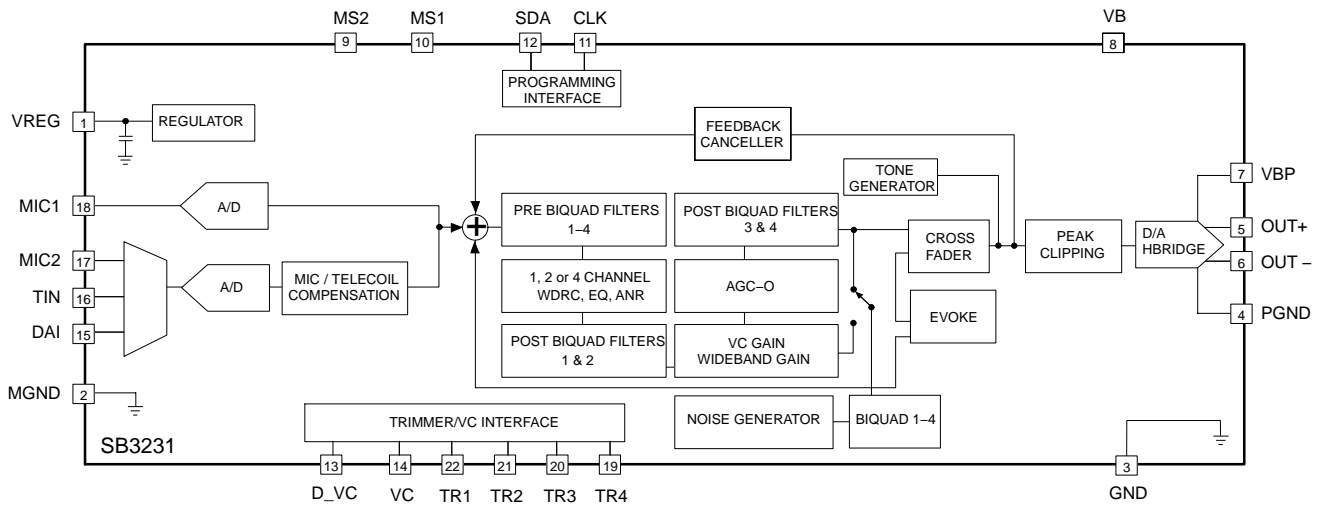 MS2
MS1
SDA
CLK
VB
9
10
12
11
8
PROGRAMMING
INTERFACE
VREG
1
REGULATOR
FEEDBACK
CANCELLER
TONE
GENERATOR
7
VBP
MIC1
18
A/D
PRE BIQUAD FILTERS
1–4
POST BIQUAD FILTERS
3 & 4
CROSS
FADER
PEAK
CLIPPING
D/A
HBRIDGE
5
OUT+
6
OUT –
MIC2
17
TIN
16
DAI
15
A/D
MIC / TELECOIL
COMPENSATION
1, 2 or 4 CHANNEL
WDRC, EQ, ANR
AGC–O
EVOKE
4
PGND
POST BIQUAD FILTERS
1 & 2
VC GAIN
WIDEBAND GAIN
MGND
2
NOISE GENERATOR
BIQUAD 1–4
TRIMMER/VC INTERFACE
SB3231
13
14
22
21
20
19
3
D_VC
VC
TR1
TR2
TR3
TR4
GND